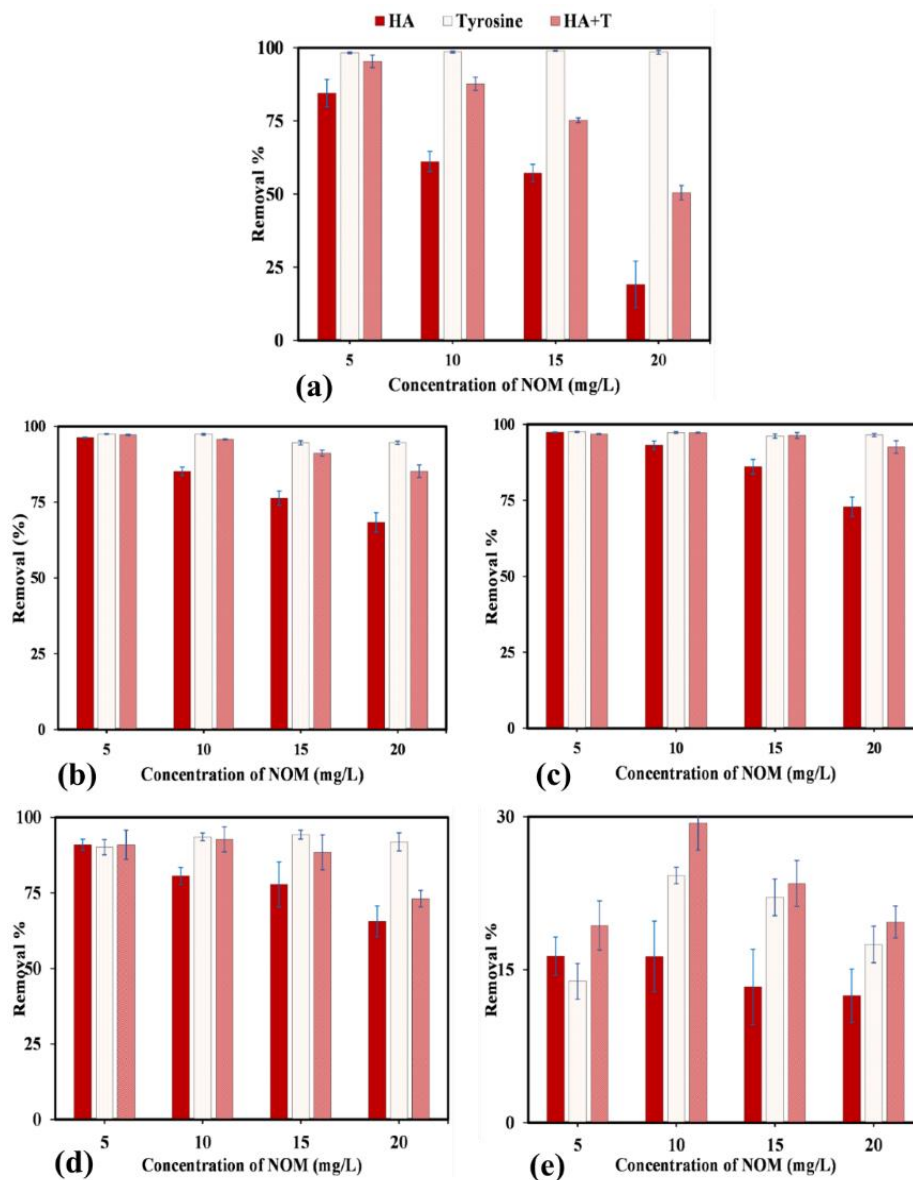 HA Tyrosine HA+T
100
75
50
25
0
Removal %
5 10 15 20
(a) Concentration of NOM (mg/L)
100
75
50
25
0
Removal (%)
5 10 15 20
(b) Concentration of NOM (mg/L)
100
75
50
25
0
Removal %
5 10 15 20
(c) Concentration of NOM (mg/L)
100
75
50
25
0
Removal %
5 10 15 20
(d) Concentration of NOM (mg/L)
30
15
0
Removal %
5 10 15 20
(e) Concentration of NOM (mg/L)